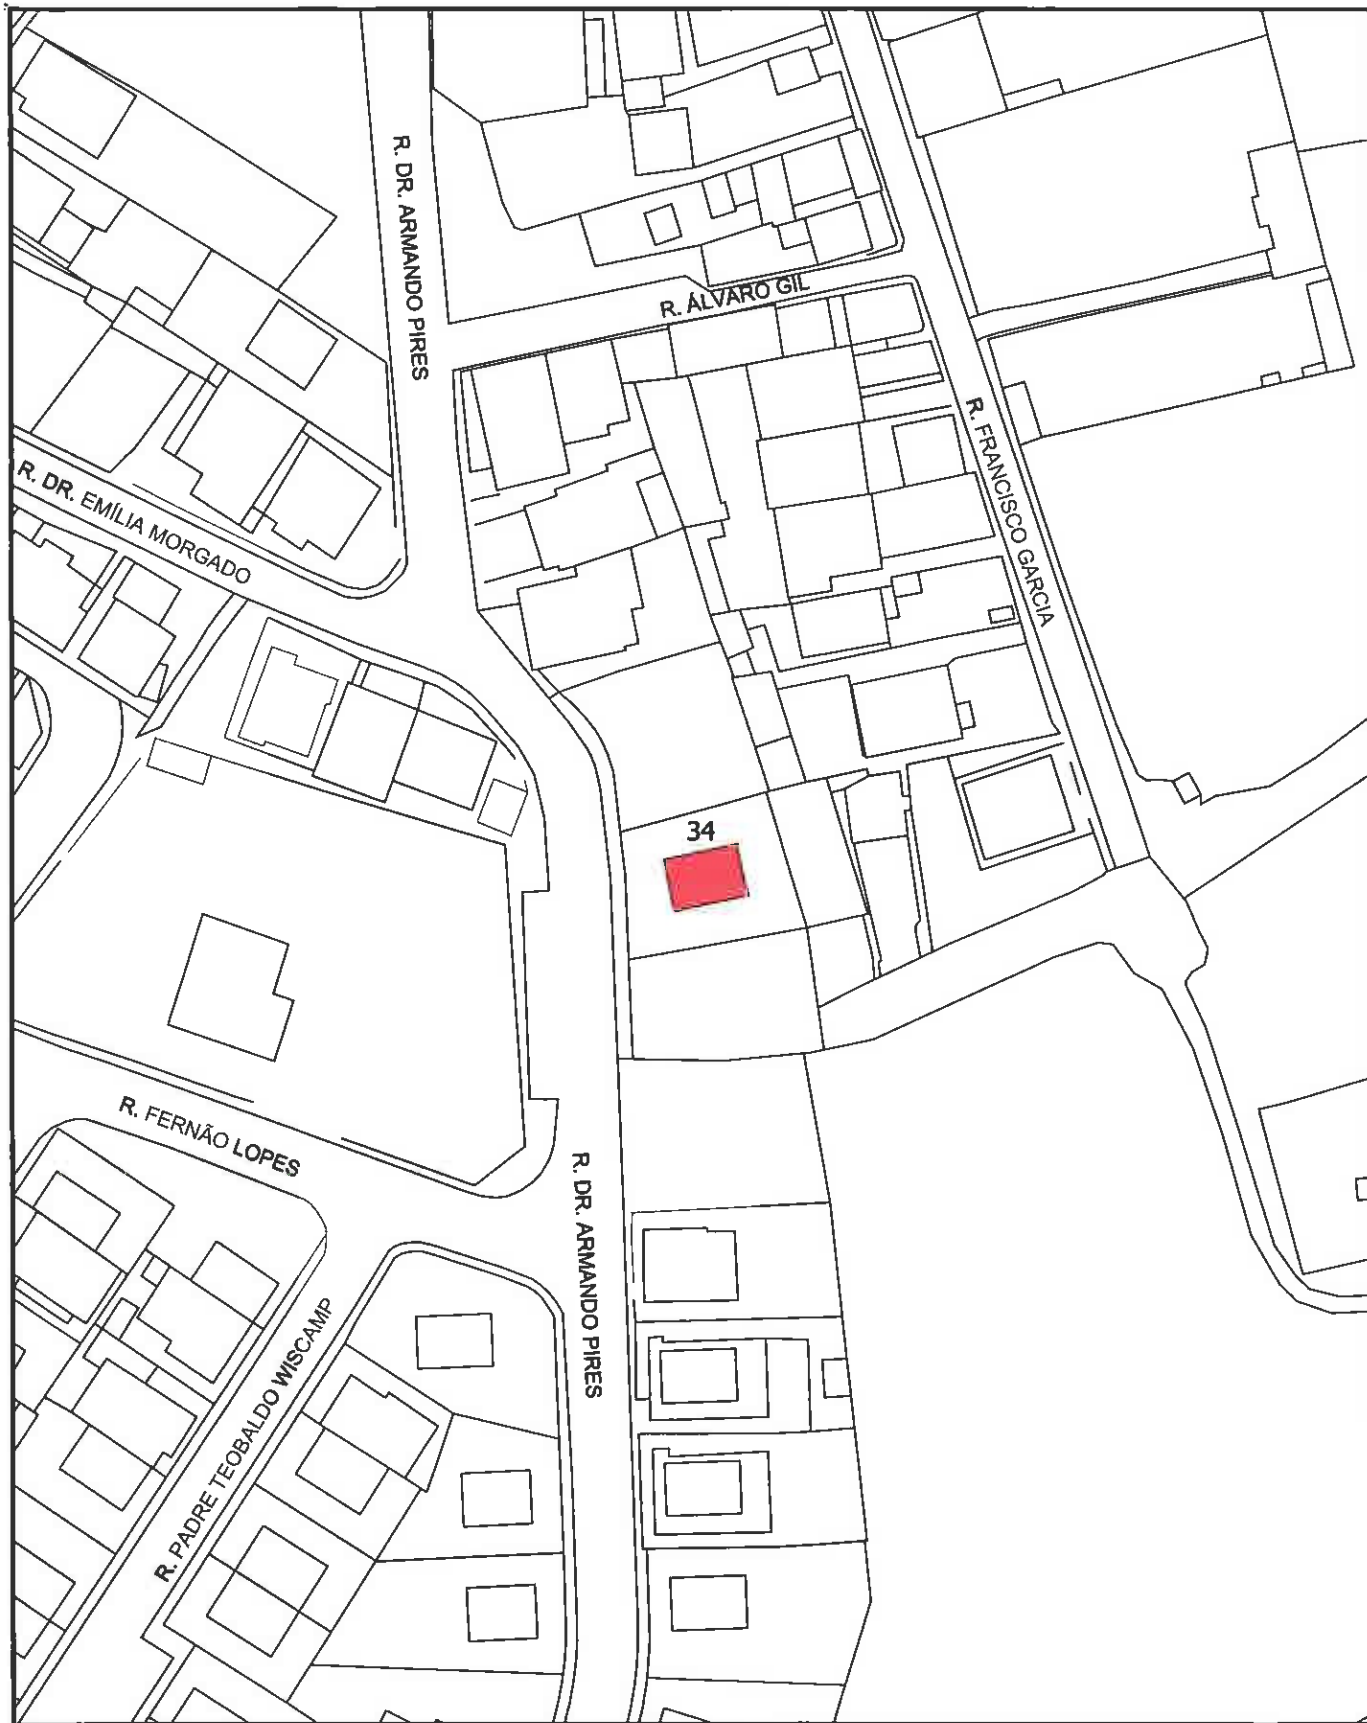 R. DR. ARMANDO PIRES
R. ÁLVARO GIL
R. FRANCISCO GARCIA
R. DR. EMÍLIA MORGADO
34
R. FERNÃO LOPES
R. DR. ARMANDO PIRES
R. PADRE TEOBALDO WISCAMP